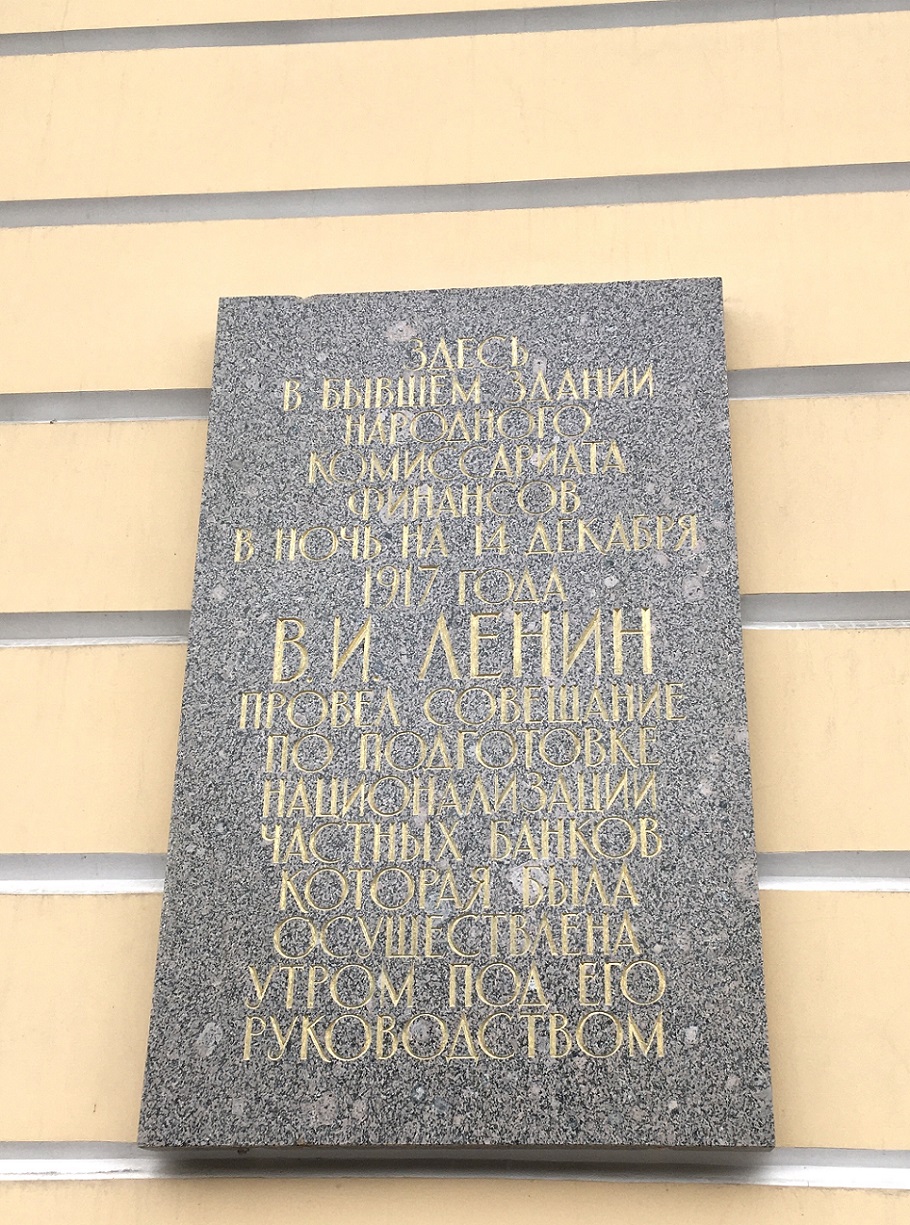 ЗДЕСЬ
В БЫВШЕМ ЗДАНИИ
НАРОДНОГО
КОМИССАРИАТА
ФИНАНСОВ
В НОЧЬ НА 14 ДЕКАБРЯ
1917 ГОДА
В.И. ЛЕНИН
ПРОВЕЛ СОВЕЩАНИЕ
ПО ПОДГОТОВКЕ
НАЦИОНАЛИЗАЦИИ
ЧАСТНЫХ БАНКОВ
КОТОРАЯ БЫЛА
ОСУЩЕСТВЛЕНА
УТРОМ ПОД ЕГО
РУКОВОДСТВОМ